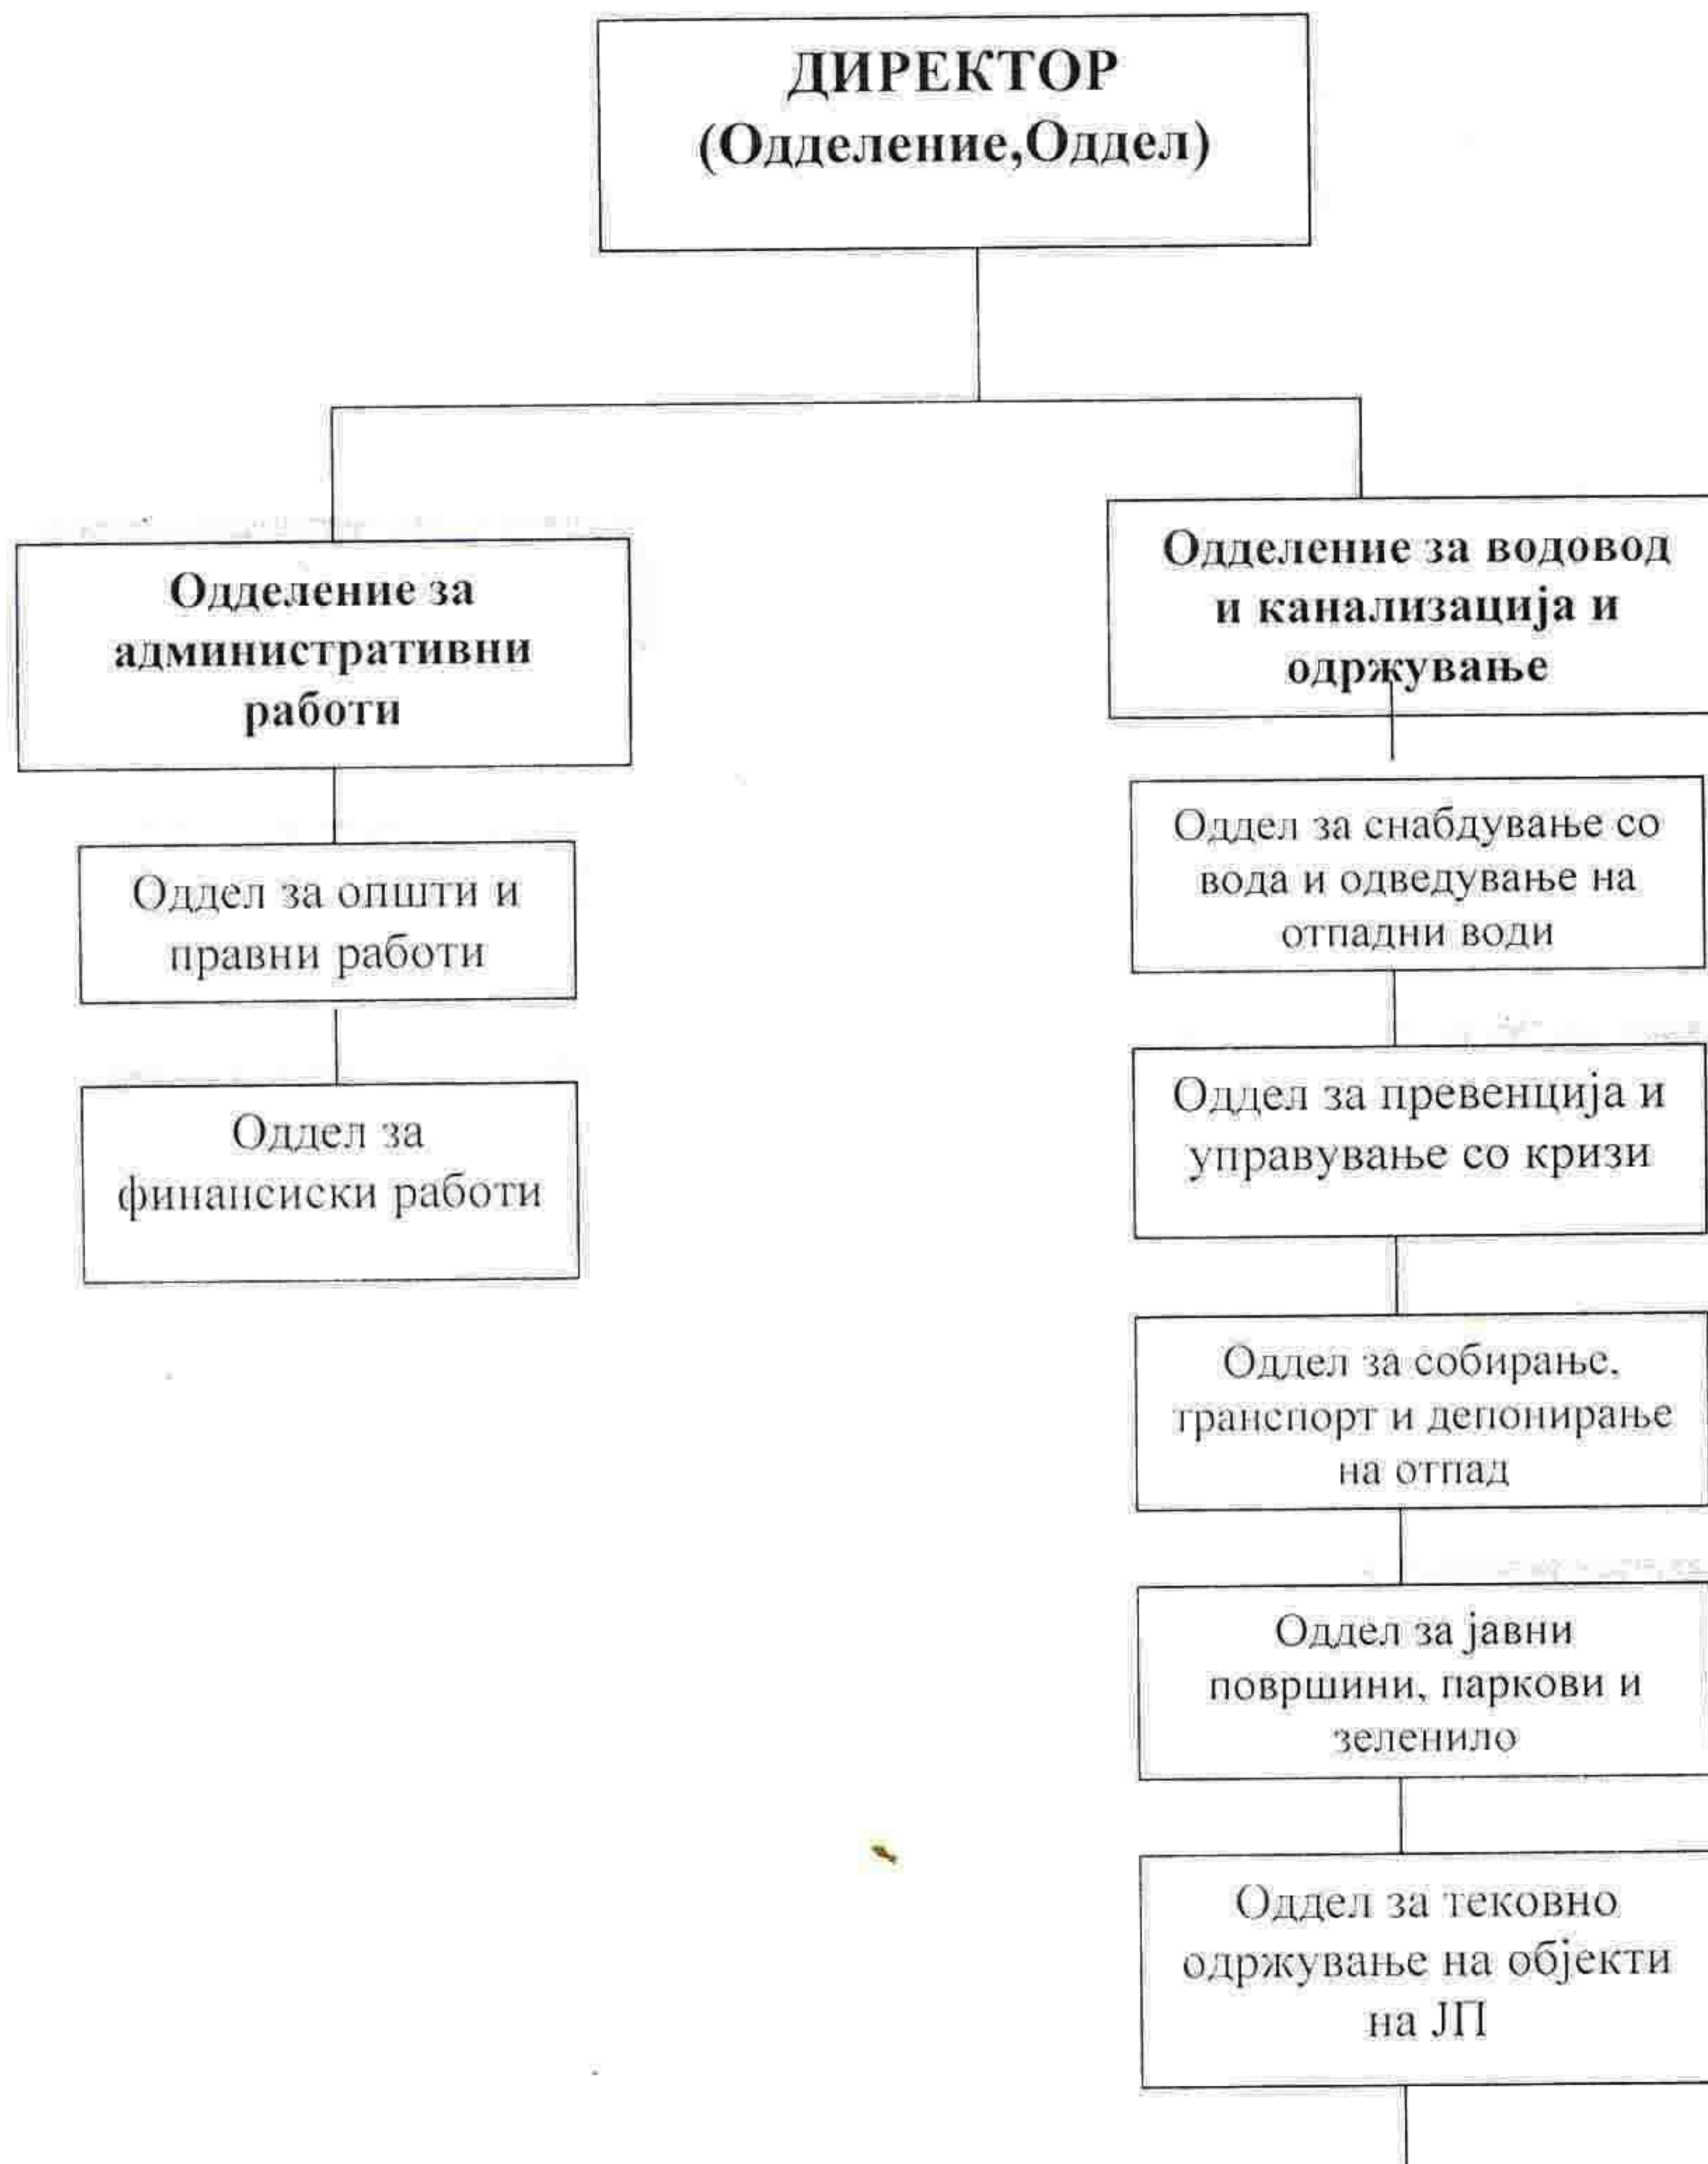 ДИРЕКТОР
(Одделение,Оддел)
Одделение за
административни
работи
Оддел за општи и
правни работи
Оддел за
финансиски работи
Одделение за водовод
и канализација и
одржување
Оддел за снабдување со
вода и одведување на
отпадни води
Оддел за превенција и
управување со кризи
Оддел за собирање,
транспорт и депонирање
на отпад
Оддел за јавни
површини, паркови и
зеленило
Оддел за тековно
одржување на објекти
на ЈП